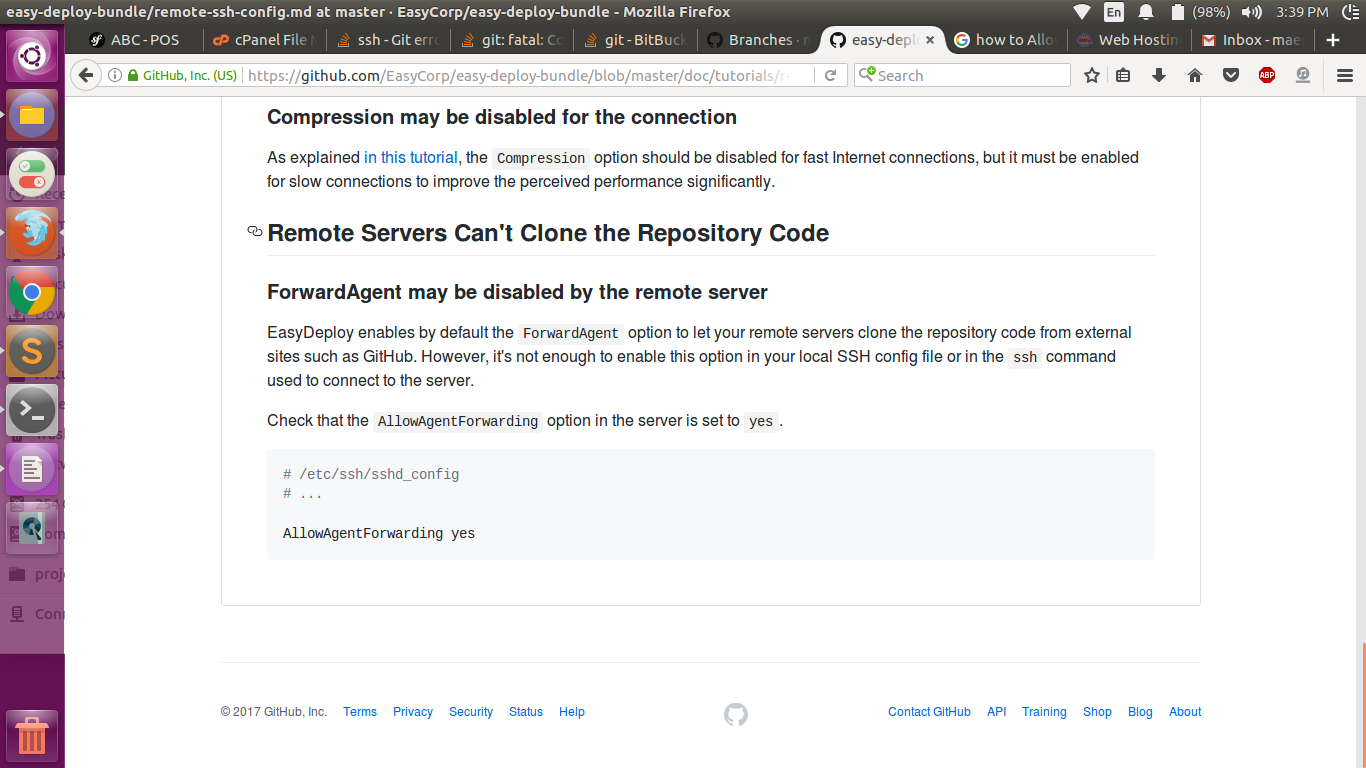 easy-deploy-bundle/remote-ssh-config.md at master · EasyCorp/easy-deploy-bundle - Mozilla Firefox
En
(98%)
3:39 PM
ABC - POS
cPanel File
ssh - Git erro
git: fatal: Co
git - BitBuck
Branches ·
easy-depl
how to Allo
Web Hostin
Inbox - mae
GitHub, Inc. (US)
https://github.com/EasyCorp/easy-deploy-bundle/blob/master/doc/tutorials/re
Search
ABP
Compression may be disabled for the connection
As explained in this tutorial, the Compression option should be disabled for fast Internet connections, but it must be enabled
for slow connections to improve the perceived performance significantly.
Remote Servers Can't Clone the Repository Code
ForwardAgent may be disabled by the remote server
EasyDeploy enables by default the ForwardAgent option to let your remote servers clone the repository code from external
sites such as GitHub. However, it's not enough to enable this option in your local SSH config file or in the ssh command
used to connect to the server.
Check that the AllowAgentForwarding option in the server is set to yes.
# /etc/ssh/sshd_config
# ...
AllowAgentForwarding yes
proj
Conn
© 2017 GitHub, Inc. Terms Privacy Security Status Help
Contact GitHub API Training Shop Blog About